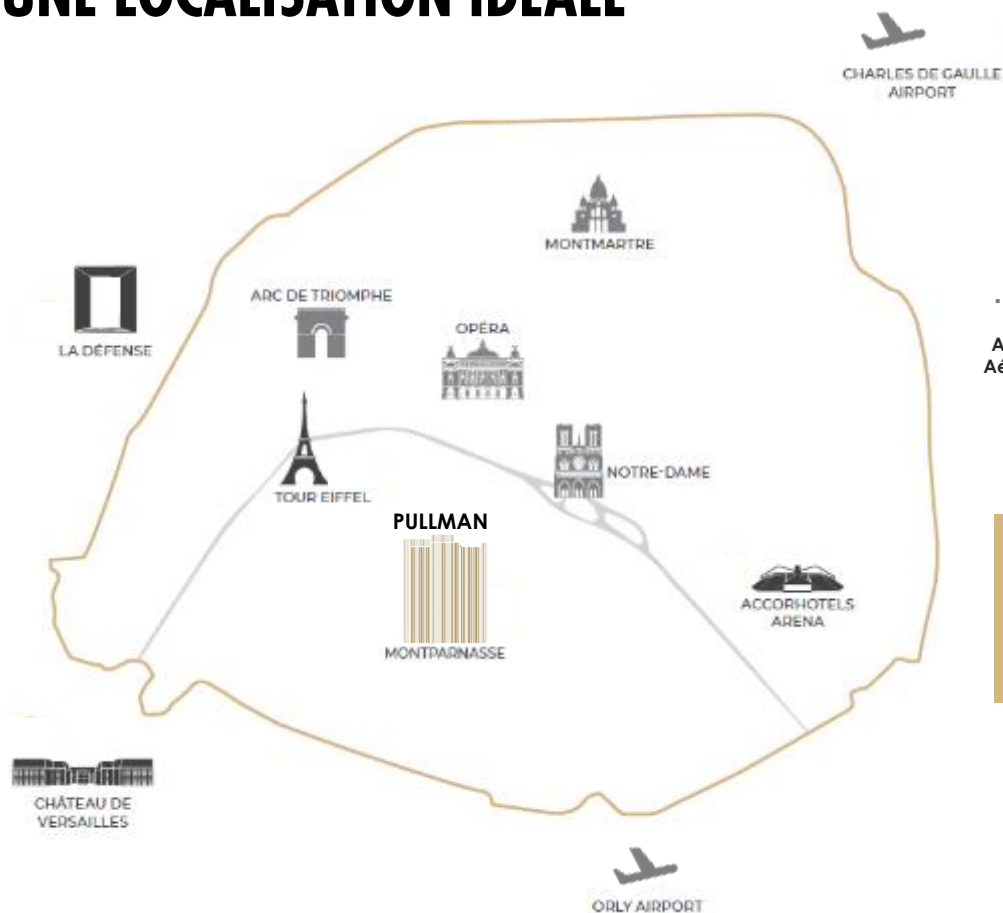 UNE LOCALISATION IDÉALE
CHARLES DE GAULLE
AIRPORT
MONTMARTRE
ARC DE TRIOMPHE
OPÉRA
LA DÉFENSE
NOTRE-DAME
TOUR EIFFEL
PULLMAN
ACCORHOTELS
ARENA
MONTPARNASSE
CHÂTEAU DE
VERSAILLES
ORLY AIRPORT